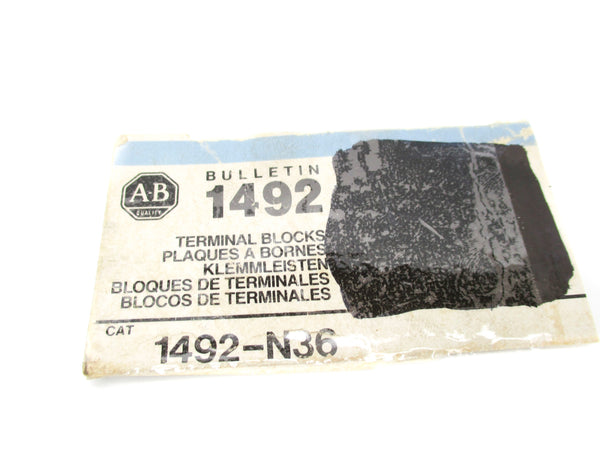 A-B
QUALITY
BULLETIN
1492
TERMINAL BLOCKS
PLAQUES A BORNES
KLEMMLEISTEN
BLOQUES DE TERMINALES
BLOCOS DE TERMINALES
CAT
1492-N36